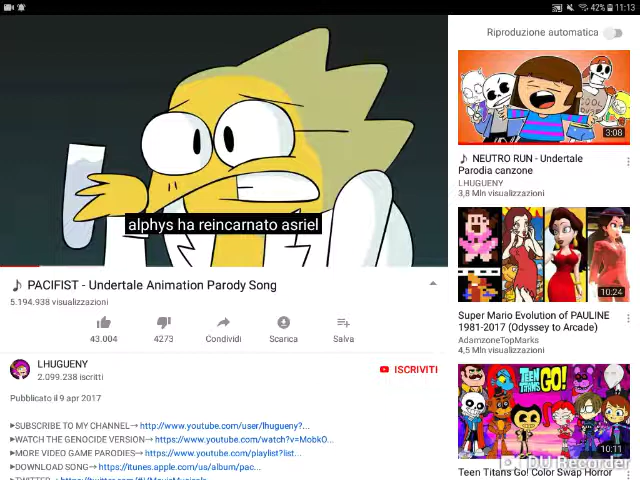 42% 11:13
Riproduzione automatica
alphys ha reincarnato asriel
PACIFIST - Undertale Animation Parody Song
5.194.938 visualizzazioni
43.004
4273
Condividi
Scarica
Salva
LHUGUENY
2.099.238 iscritti
ISCRIVITI
Pubblicato il 9 apr 2017
►SUBSCRIBE TO MY CHANNEL→ http://www.youtube.com/user/lhugueny?...
►WATCH THE GENOCIDE VERSION→ https://www.youtube.com/watch?v=MobkO...
►MORE VIDEO GAME PARODIES→ https://www.youtube.com/playlist?list...
►DOWNLOAD SONG→ https://itunes.apple.com/us/album/pac...
COOL
3:08
NEUTRO RUN - Undertale
Parodia canzone
LHUGUENY
3,8 Mln visualizzazioni
10:24
Super Mario Evolution of PAULINE
1981-2017 (Odyssey to Arcade)
AdamzoneTopMarks
4,5 Mln visualizzazioni
TEEN
TITANS GO!
10:11
DU Recorder
Teen Titans Go! Color Swap Horror